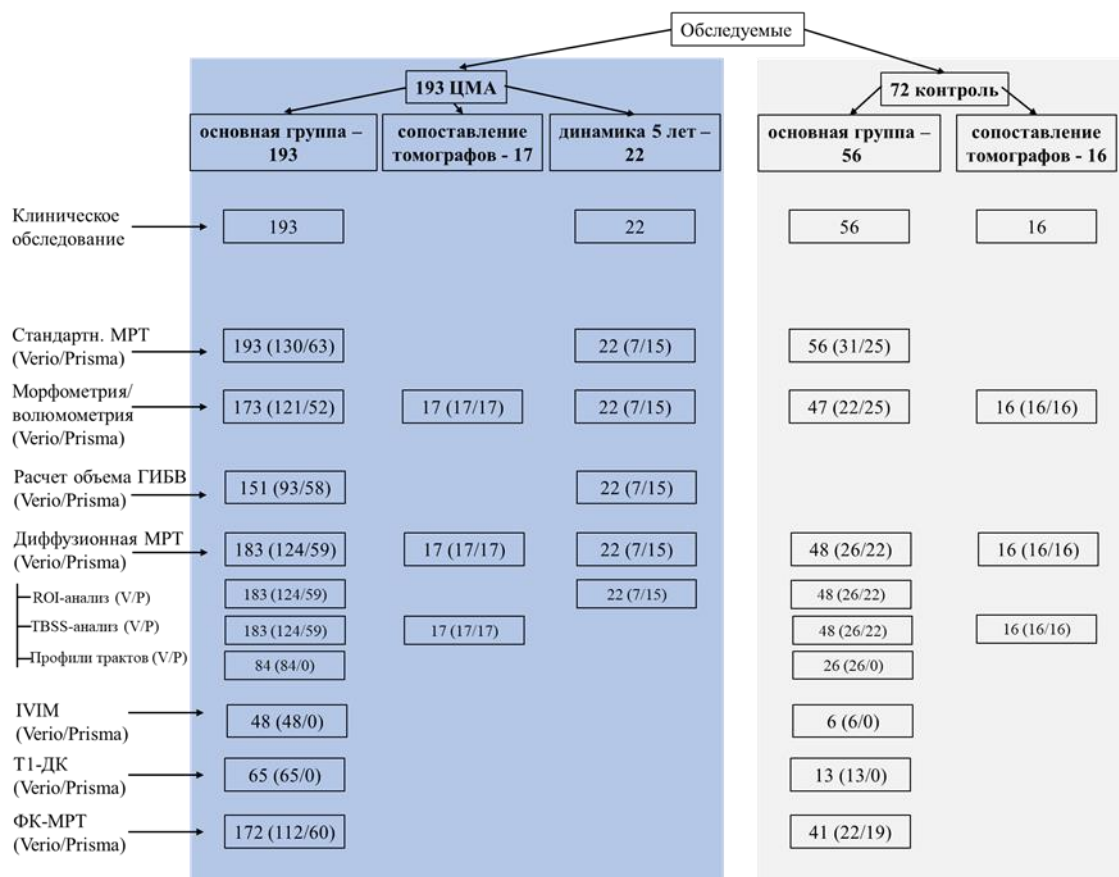 Обследуемые
193 ЦМА
72 контроль
основная группа –
193
сопоставление
томографов - 17
динамика 5 лет –
22
основная группа –
56
сопоставление
томографов - 16
Клиническое
обследование
193
22
56
16
Стандартн. МРТ
(Verio/Prisma)
193 (130/63)
22 (7/15)
56 (31/25)
Морфометрия/
волюмометрия
(Verio/Prisma)
173 (121/52)
17 (17/17)
22 (7/15)
47 (22/25)
16 (16/16)
Расчет объема ГИБВ
(Verio/Prisma)
151 (93/58)
22 (7/15)
Диффузионная МРТ
(Verio/Prisma)
183 (124/59)
17 (17/17)
22 (7/15)
48 (26/22)
16 (16/16)
ROI-анализ (V/P)
183 (124/59)
22 (7/15)
48 (26/22)
TBSS-анализ (V/P)
183 (124/59)
17 (17/17)
48 (26/22)
16 (16/16)
Профили трактов (V/P)
84 (84/0)
26 (26/0)
IVIM
(Verio/Prisma)
48 (48/0)
6 (6/0)
Т1-ДК
(Verio/Prisma)
65 (65/0)
13 (13/0)
ФК-МРТ
(Verio/Prisma)
172 (112/60)
41 (22/19)